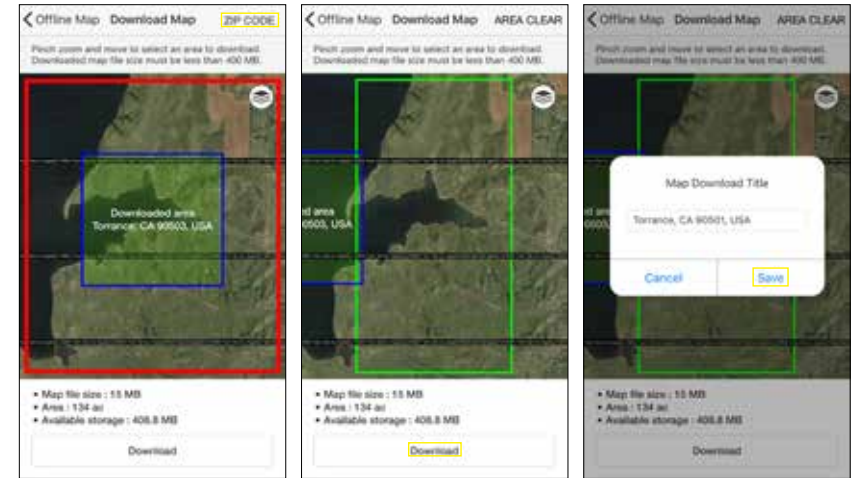 Offline Map Download Map ZIP CODE
Pinch zoom and move to select an area to download.
Downloaded map file size must be less than 400 MB.
Downloaded area
Torrance, CA 90503, USA
• Map file size : 15 MB
• Area : 134 ac
• Available storage : 408.8 MB
Download
Offline Map Download Map AREA CLEAR
Pinch zoom and move to select an area to download.
Downloaded map file size must be less than 400 MB.
ed area
0503, USA
• Map file size : 15 MB
• Area : 134 ac
• Available storage : 408.8 MB
Download
Offline Map Download Map AREA CLEAR
Pinch zoom and move to select an area to download.
Downloaded map file size must be less than 400 MB.
Map Download Title
Torrance, CA 90501, USA
Cancel Save
• Map file size : 15 MB
• Area : 134 ac
• Available storage : 408.8 MB
Download